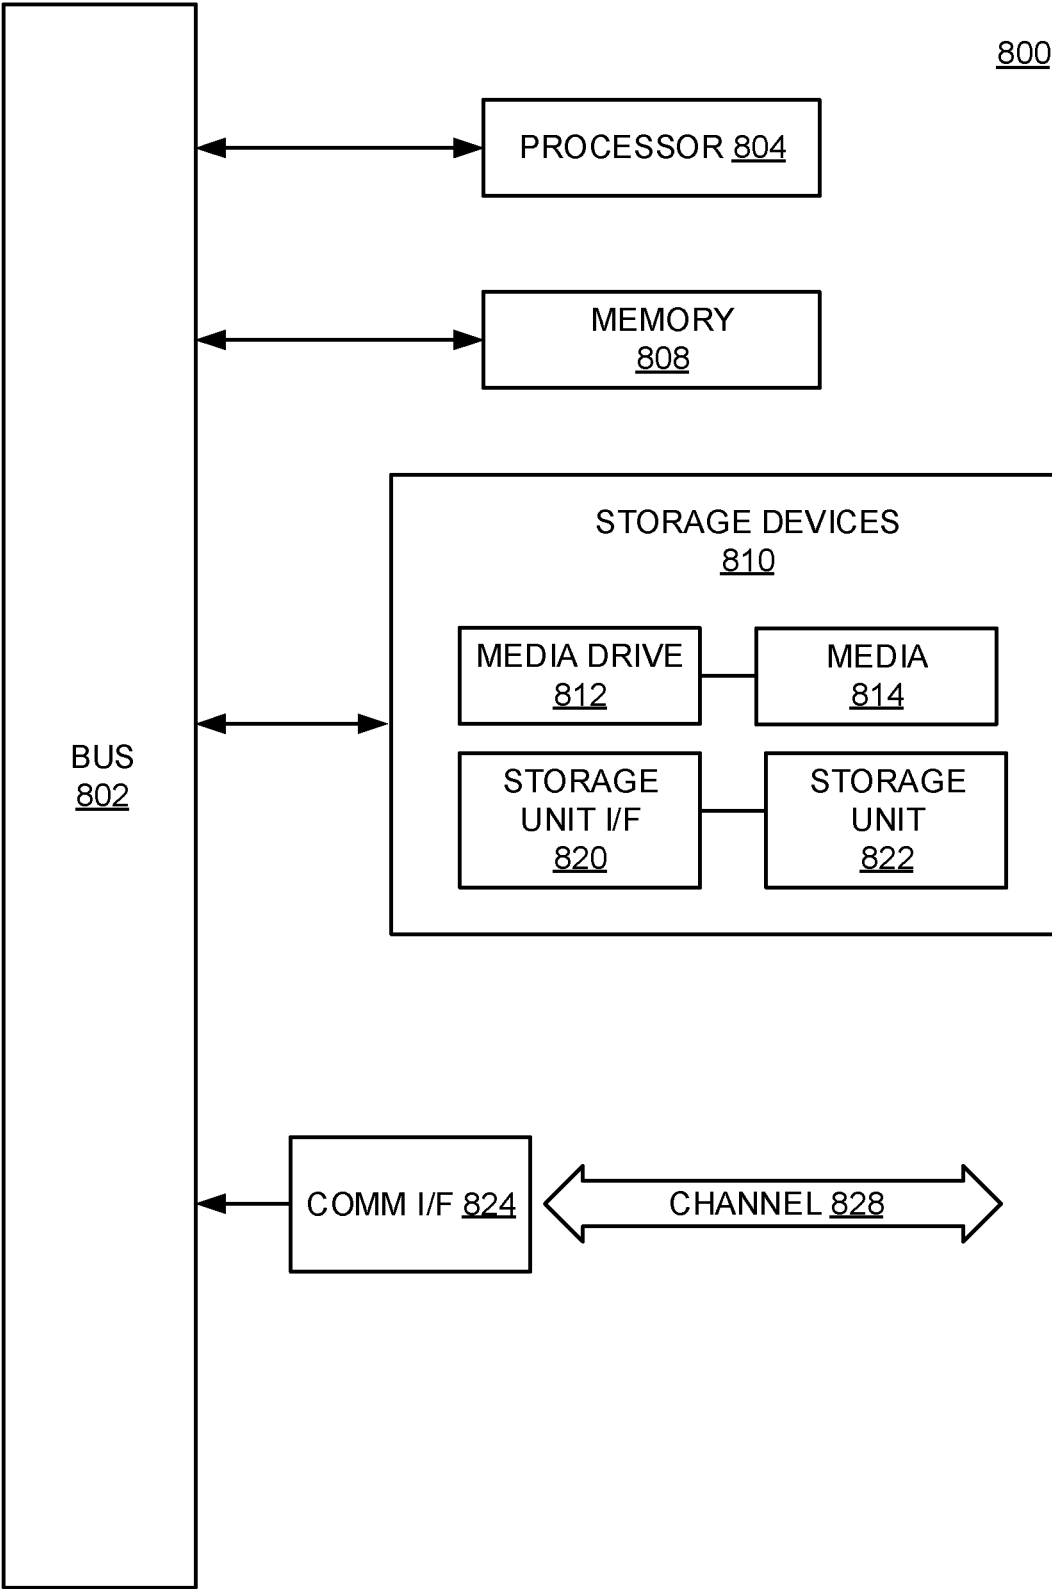 800
PROCESSOR 804
MEMORY
808
STORAGE DEVICES
810
MEDIA DRIVE
812
MEDIA
814
BUS
802
STORAGE
UNIT I/F
820
STORAGE
UNIT
822
COMM I/F 824
CHANNEL 828